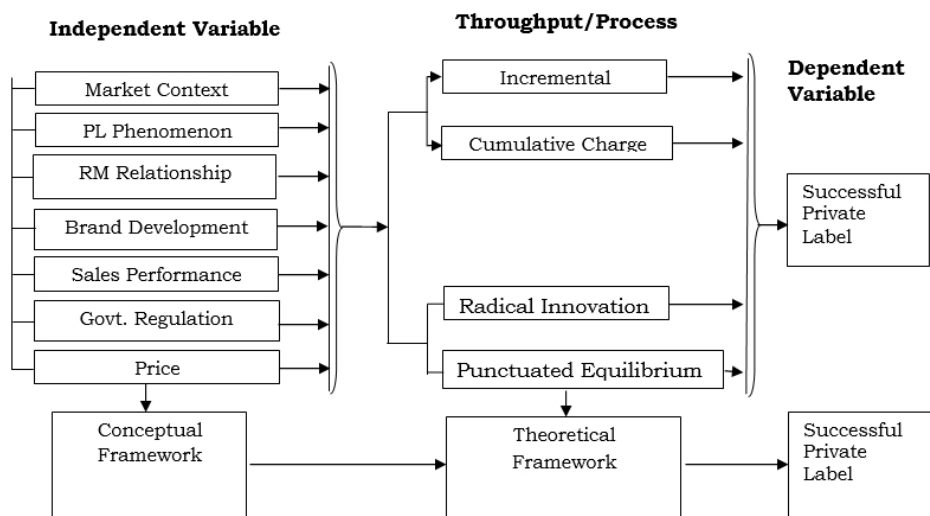 Independent Variable
Throughput/Process
Dependent
Variable
Market Context
PL Phenomenon
RM Relationship
Brand Development
Sales Performance
Govt. Regulation
Price
Incremental
Cumulative Charge
Radical Innovation
Punctuated Equilibrium
Successful
Private
Label
Conceptual
Framework
Theoretical
Framework
Successful
Private
Label